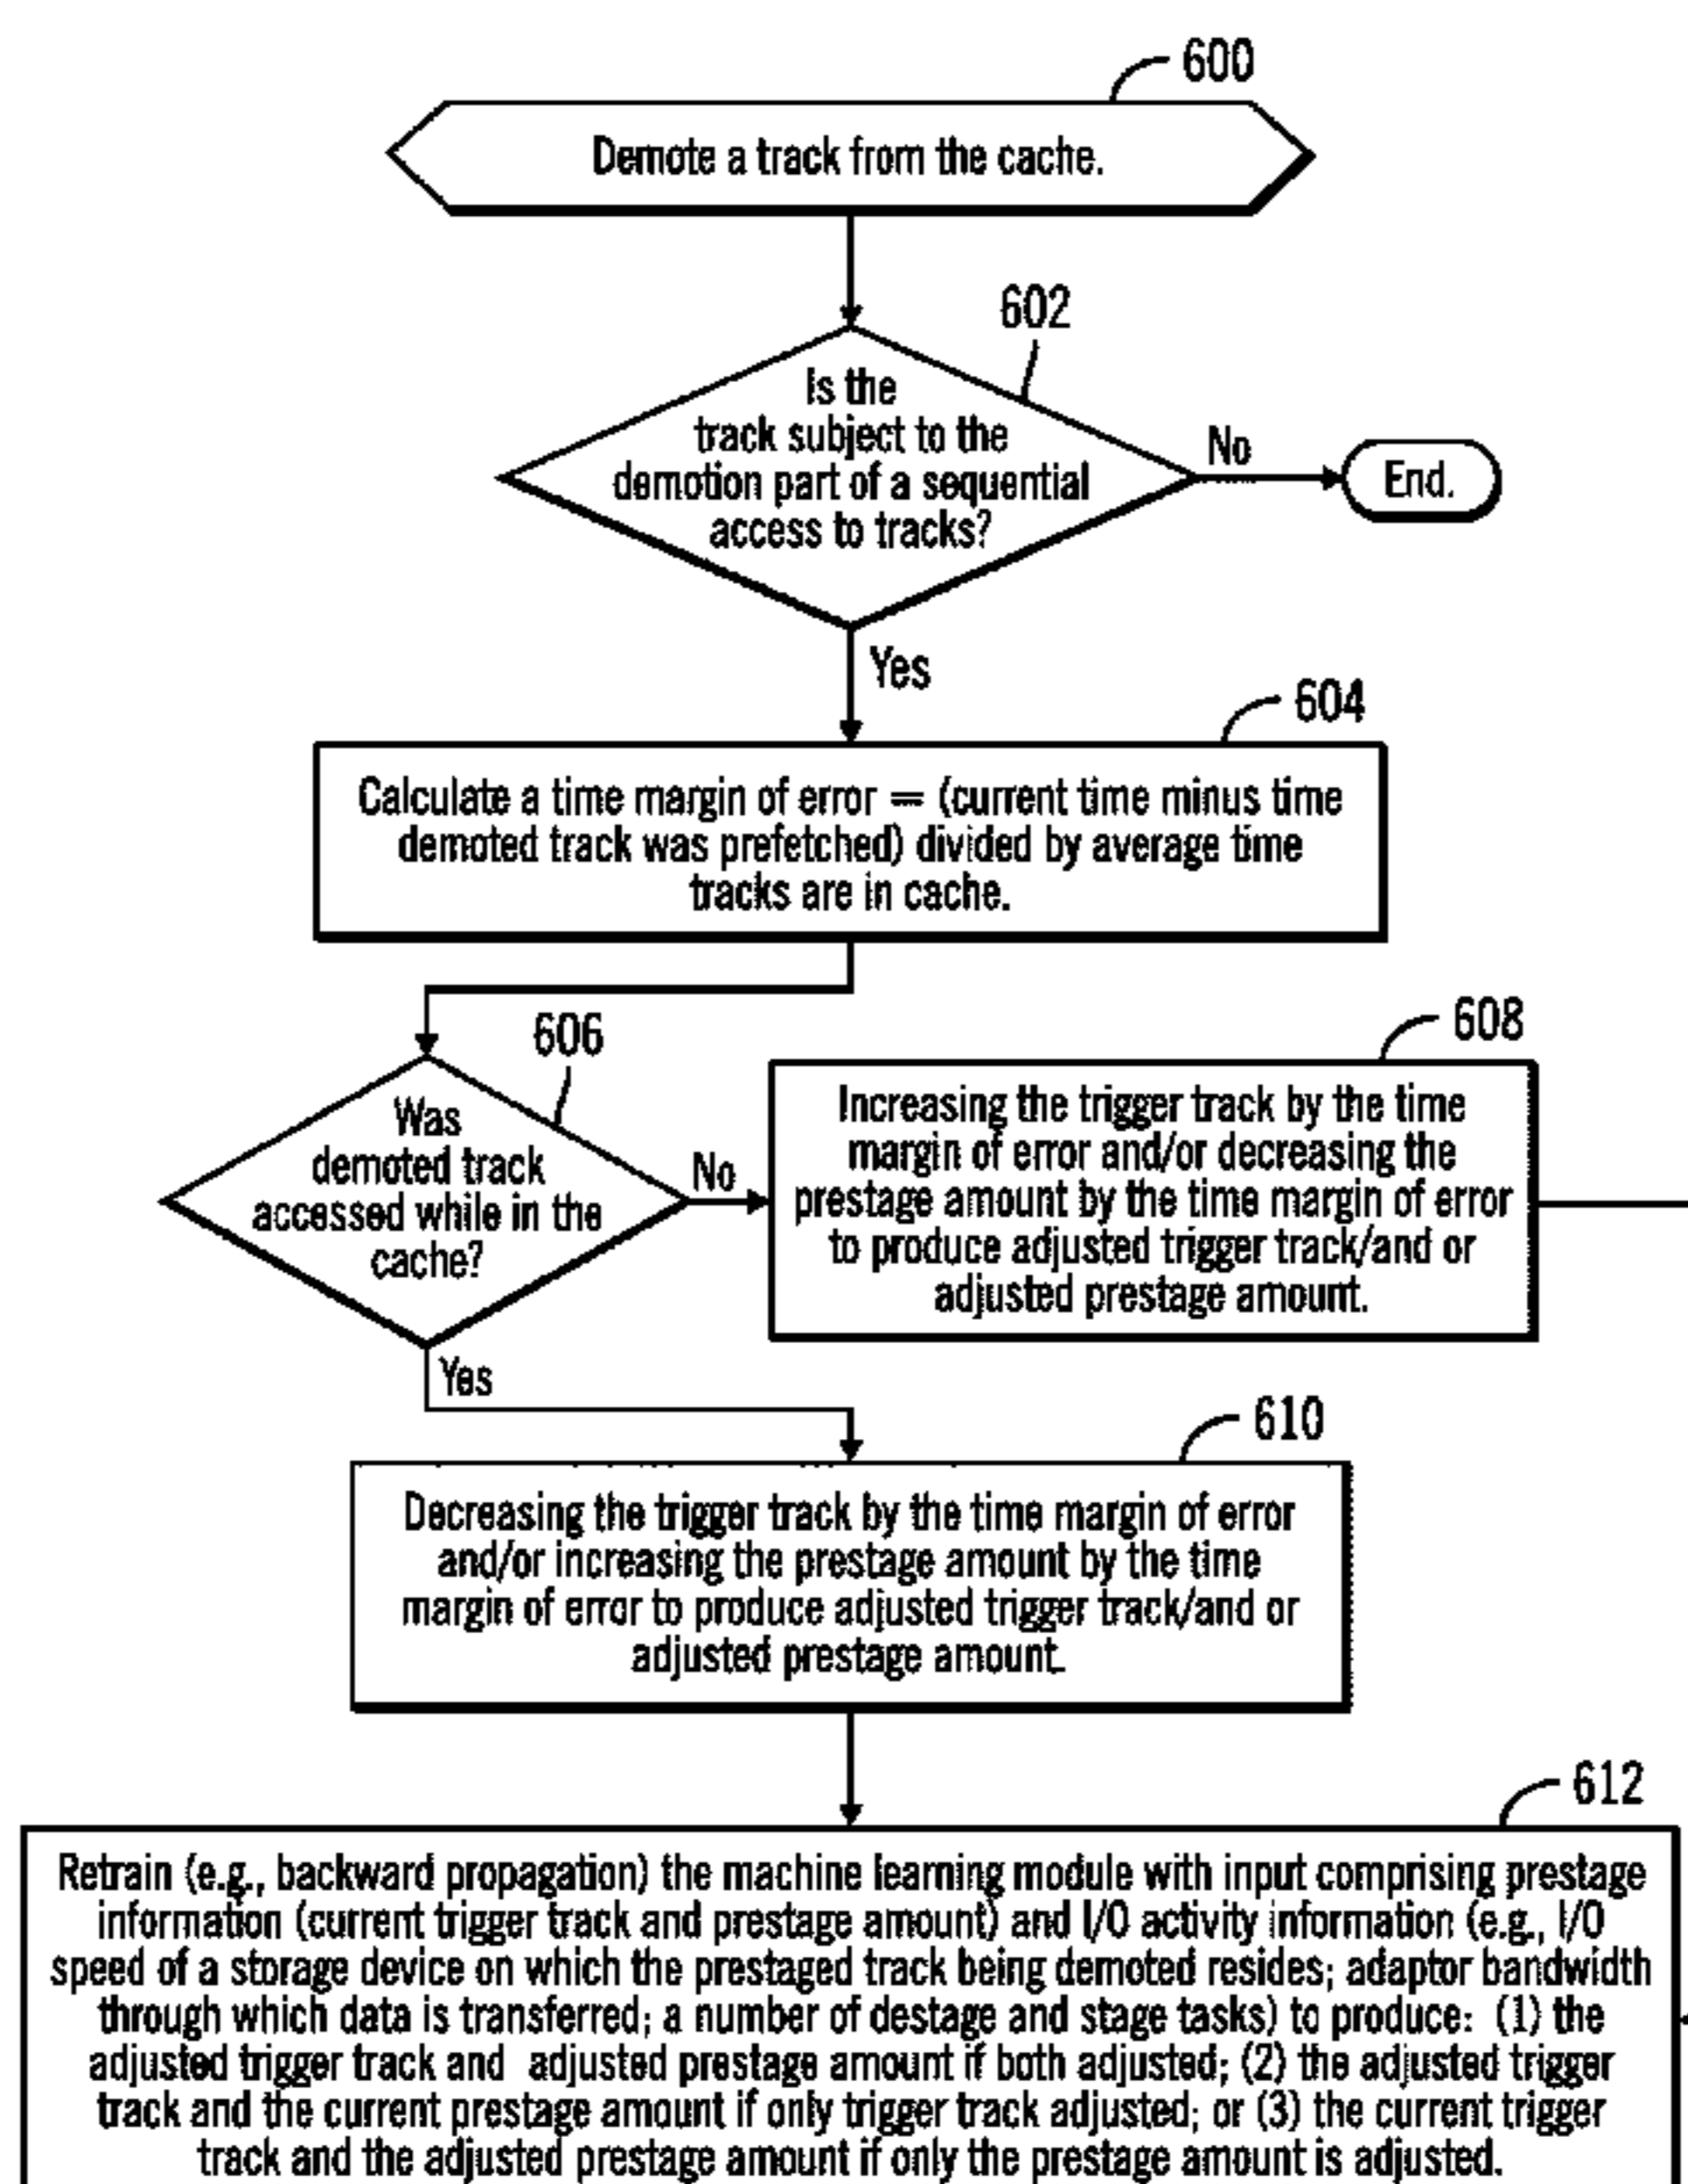 600
Demote a track from the cache.
602
Is the
track subject to the
demotion part of a sequential
access to tracks?
No
End.
Yes
604
Calculate a time margin of error = (current time minus time
demoted track was prefetched) divided by average time
tracks are in cache.
606
Was
demoted track
accessed while in the
cache?
No
608
Increasing the trigger track by the time
margin of error and/or decreasing the
prestage amount by the time margin of error
to produce adjusted trigger track/and or
adjusted prestage amount.
Yes
610
Decreasing the trigger track by the time margin of error
and/or increasing the prestage amount by the time
margin of error to produce adjusted trigger track/and or
adjusted prestage amount.
612
Retrain (e.g., backward propagation) the machine learning module with input comprising prestage
information (current trigger track and prestage amount) and I/O activity information (e.g., I/O
speed of a storage device on which the prestaged track being demoted resides; adaptor bandwidth
through which data is transferred; a number of destage and stage tasks) to produce: (1) the
adjusted trigger track and adjusted prestage amount if both adjusted; (2) the adjusted trigger
track and the current prestage amount if only trigger track adjusted; or (3) the current trigger
track and the adjusted prestage amount if only the prestage amount is adjusted.